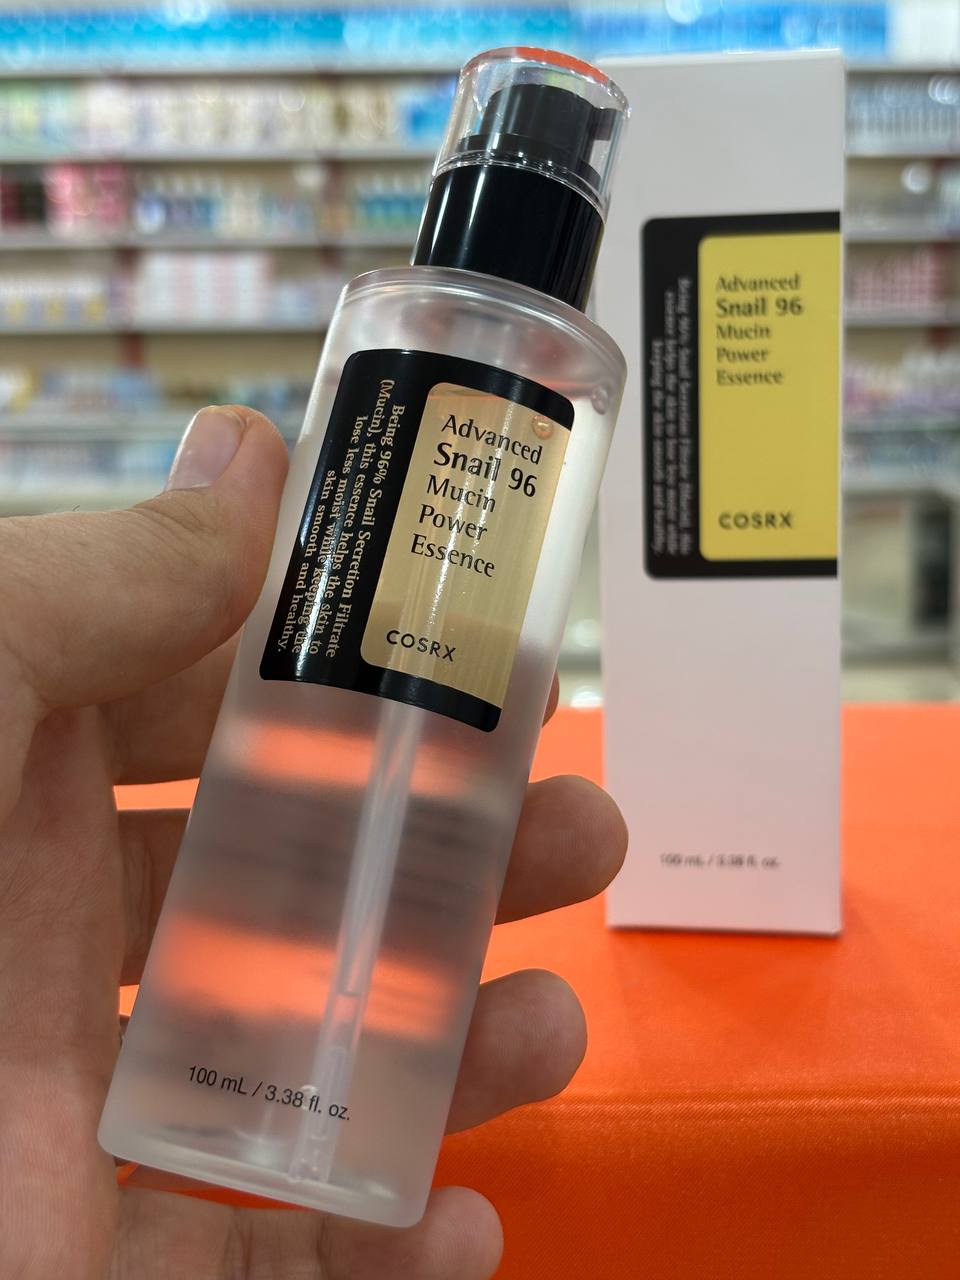 Advanced
Snail 96
Mucin
Power
Essence
COSRX
Being 96% Snail Secretion Filtrate
(Mucin), this essence helps the skin to
lose less moist while keeping the
skin smooth and healthy.
100 mL / 3.38 fl. oz.
Advanced
Snail 96
Mucin
Power
Essence
COSRX
100 mL / 3.38 fl. oz.